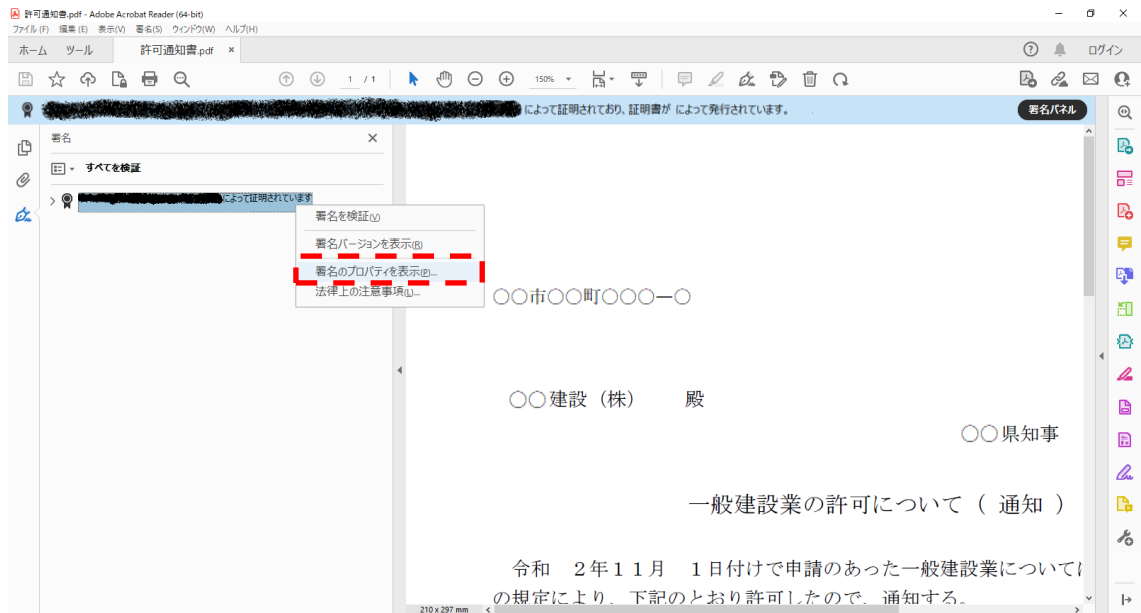 許可通知書.pdf - Adobe Acrobat Reader (64-bit)
ファイル(F) 編集(E) 表示(V) 署名(S) ウィンドウ(W) ヘルプ(H)
ホーム ツール 許可通知書.pdf × ログイン
1 / 1 150%
によって証明されており、証明書が によって発行されています。 署名パネル
署名
すべてを検証
によって証明されています
署名を検証(V)
署名バージョンを表示(R)
署名のプロパティを表示(P)...
法律上の注意事項(L)...
〇〇市〇〇町〇〇〇―〇
〇〇建設（株） 殿
〇〇県知事
一般建設業の許可について（ 通知 ）
令和 ２年１１月 １日付けで申請のあった一般建設業について
の規定により、下記のとおり許可したので、通知する。
210 x 297 mm